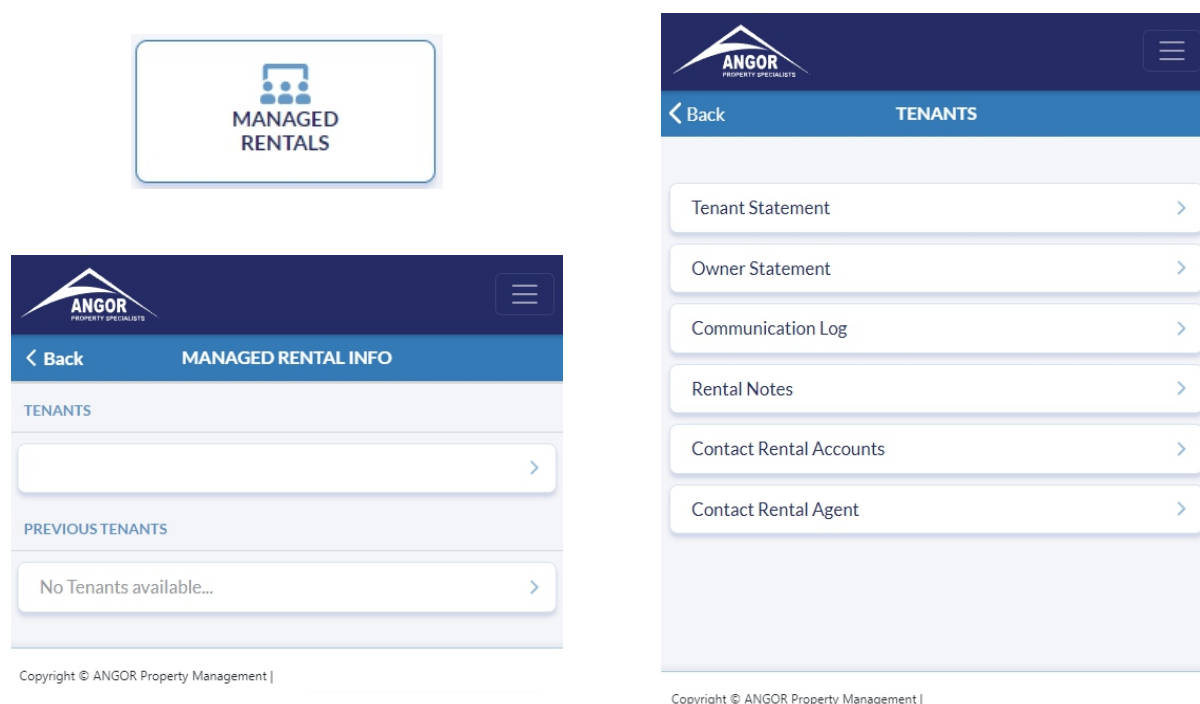 MANAGED
RENTALS
ANGOR
PROPERTY SPECIALISTS
Back
MANAGED RENTAL INFO
TENANTS
PREVIOUS TENANTS
No Tenants available...
Copyright © ANGOR Property Management |
ANGOR
PROPERTY SPECIALISTS
Back
TENANTS
Tenant Statement
Owner Statement
Communication Log
Rental Notes
Contact Rental Accounts
Contact Rental Agent
Copyright © ANGOR Property Management |